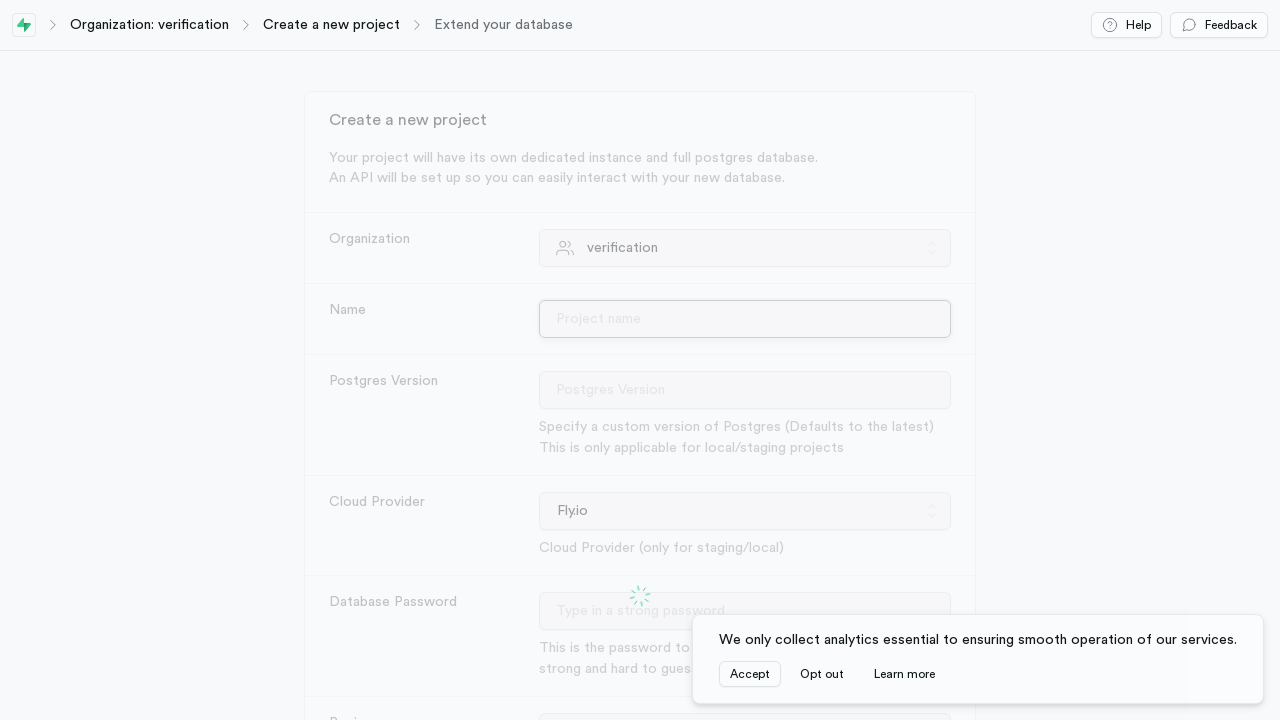 Organization: verification
Create a new project
Extend your database
Help
Feedback
Create a new project
Your project will have its own dedicated instance and full postgres database.
An API will be set up so you can easily interact with your new database.
Organization
verification
Name
Project name
Postgres Version
Postgres Version
Specify a custom version of Postgres (Defaults to the latest)
This is only applicable for local/staging projects
Cloud Provider
Fly.io
Cloud Provider (only for staging/local)
Database Password
Type in a strong password
This is the password to
strong and hard to gues
We only collect analytics essential to ensuring smooth operation of our services.
Accept
Opt out
Learn more